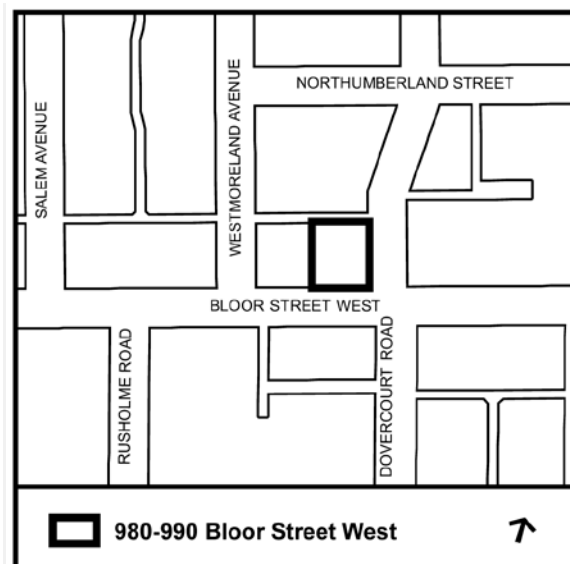 NORTHUMBERLAND STREET
SALEM AVENUE
WESTMORELAND AVENUE
BLOOR STREET WEST
RUSHOLME ROAD
DOVERCOURT ROAD
980-990 Bloor Street West